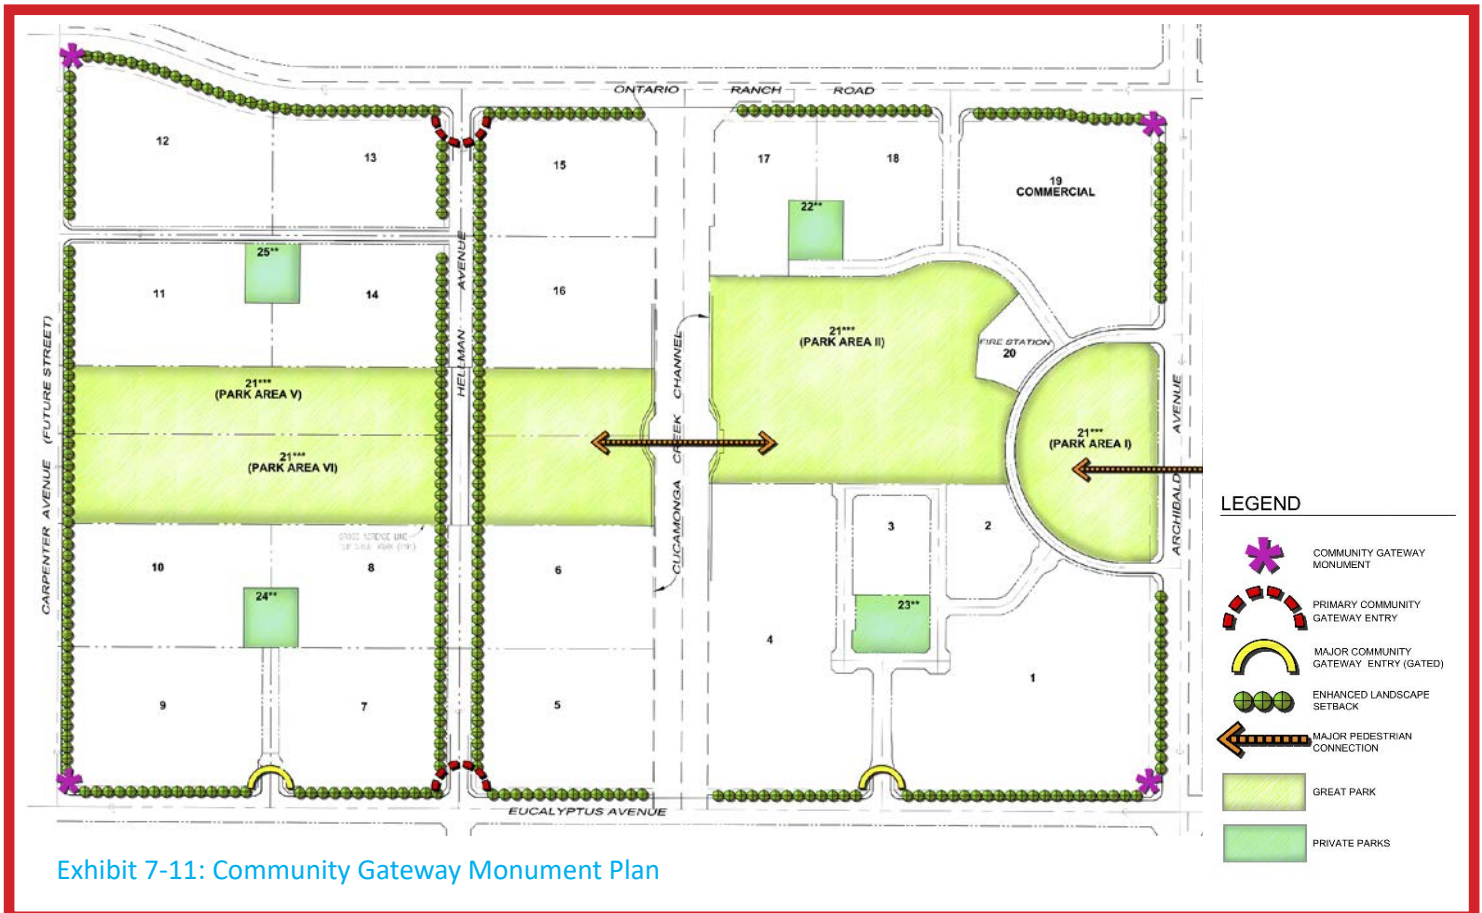 ONTARIO RANCH ROAD
12
13
15
17
18
19
COMMERCIAL
22**
25**
11
14
16
HELLMAN AVENUE
21***
(PARK AREA II)
FIRE STATION
20
CUCAMONGA CREEK CHANNEL
21***
(PARK AREA V)
21***
(PARK AREA VI)
21***
(PARK AREA I)
CARPENTER AVENUE (FUTURE STREET)
ARCHIBALD AVENUE
GROSS ACREAGE LINE
10
8
6
3
2
24**
23**
4
1
9
7
5
EUCALYPTUS AVENUE
LEGEND
COMMUNITY GATEWAY
MONUMENT
PRIMARY COMMUNITY
GATEWAY ENTRY
MAJOR COMMUNITY
GATEWAY ENTRY (GATED)
ENHANCED LANDSCAPE
SETBACK
MAJOR PEDESTRIAN
CONNECTION
GREAT PARK
PRIVATE PARKS
Exhibit 7-11: Community Gateway Monument Plan